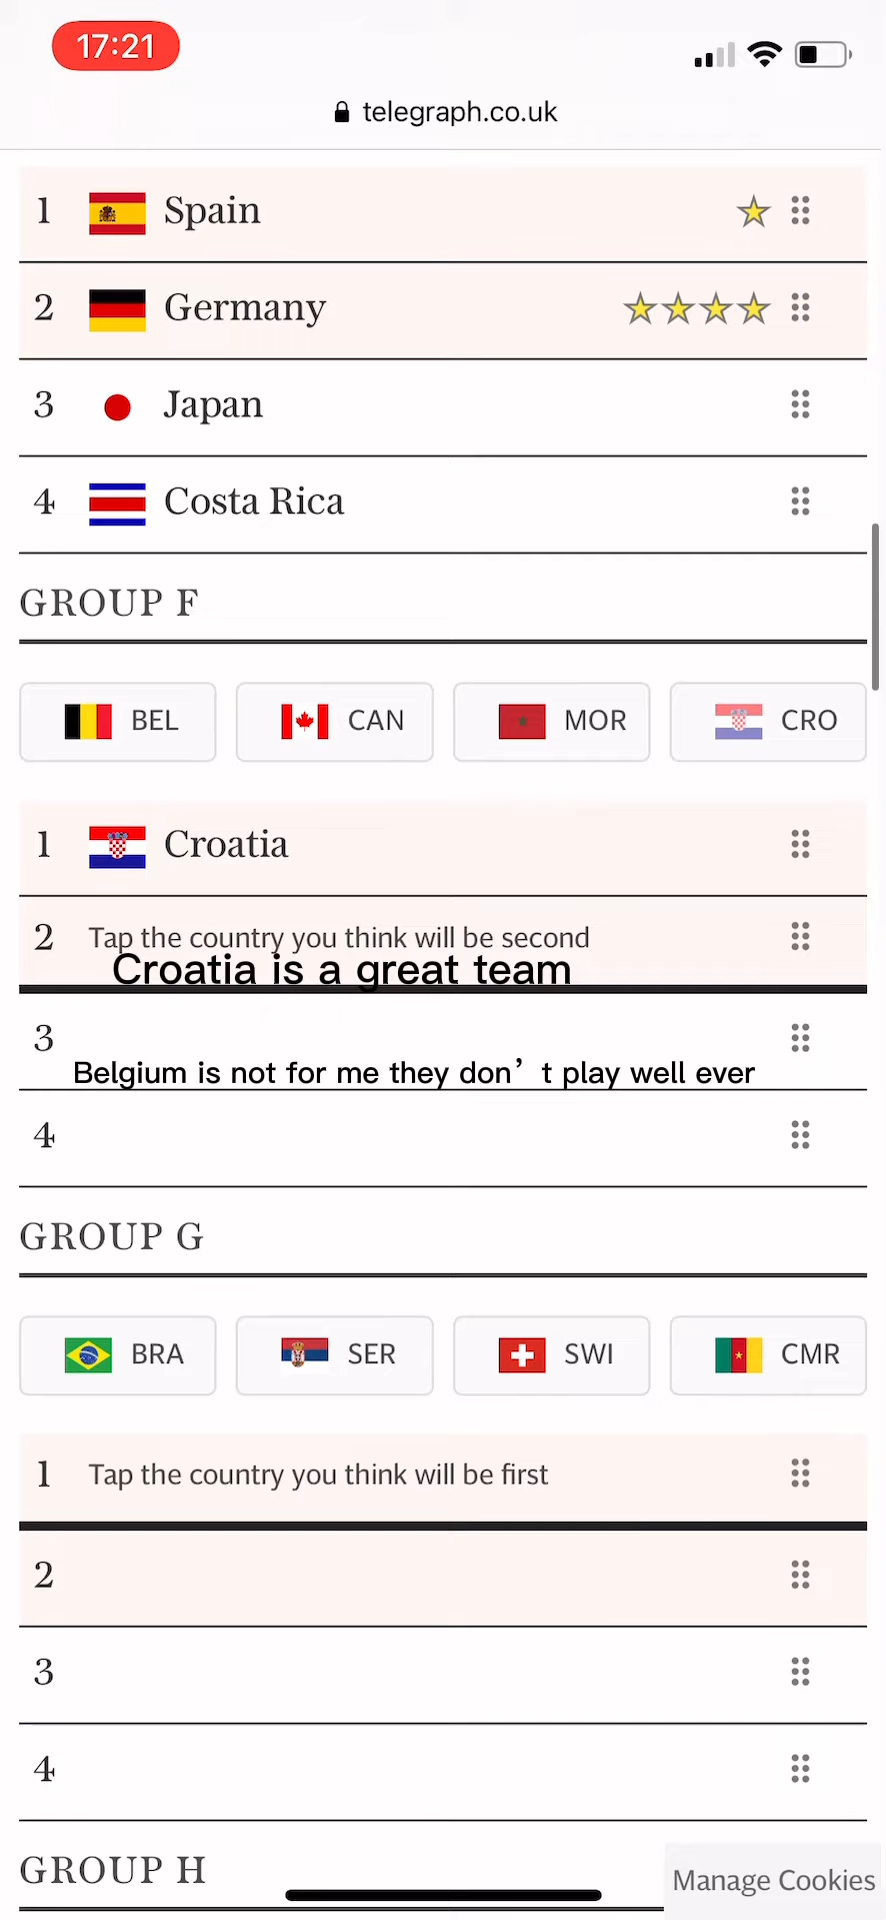 17:21
telegraph.co.uk
1 Spain
2 Germany
3 Japan
4 Costa Rica
GROUP F
BEL CAN MOR CRO
1 Croatia
2 Tap the country you think will be second
Croatia is a great team
3
Belgium is not for me they don’t play well ever
4
GROUP G
BRA SER SWI CMR
1 Tap the country you think will be first
2
3
4
GROUP H
Manage Cookies